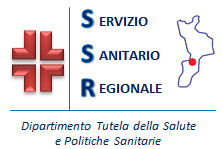 SERVIZIO
SANITARIO
REGIONALE
Dipartimento Tutela della Salute
e Politiche Sanitarie